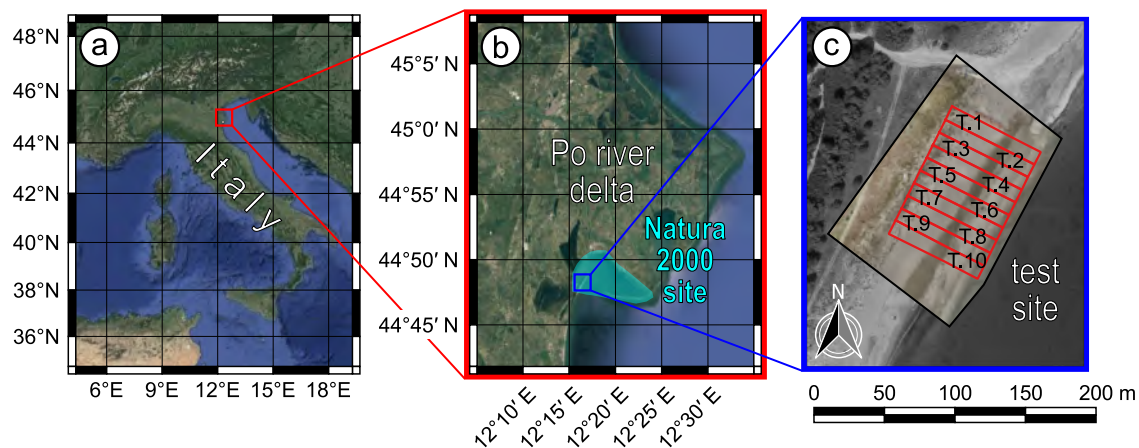 a
48°N
46°N
44°N
42°N
40°N
38°N
36°N
6°E
9°E
12°E
15°E
18°E
Italy
b
45°5′ N
45°0′ N
44°55′ N
44°50′ N
44°45′ N
12°10′ E
12°15′ E
12°20′ E
12°25′ E
12°30′ E
Po river
delta
Natura
2000
site
c
T.1
T.2
T.3
T.4
T.5
T.6
T.7
T.8
T.9
T.10
test
site
N
0
50
100
150
200 m